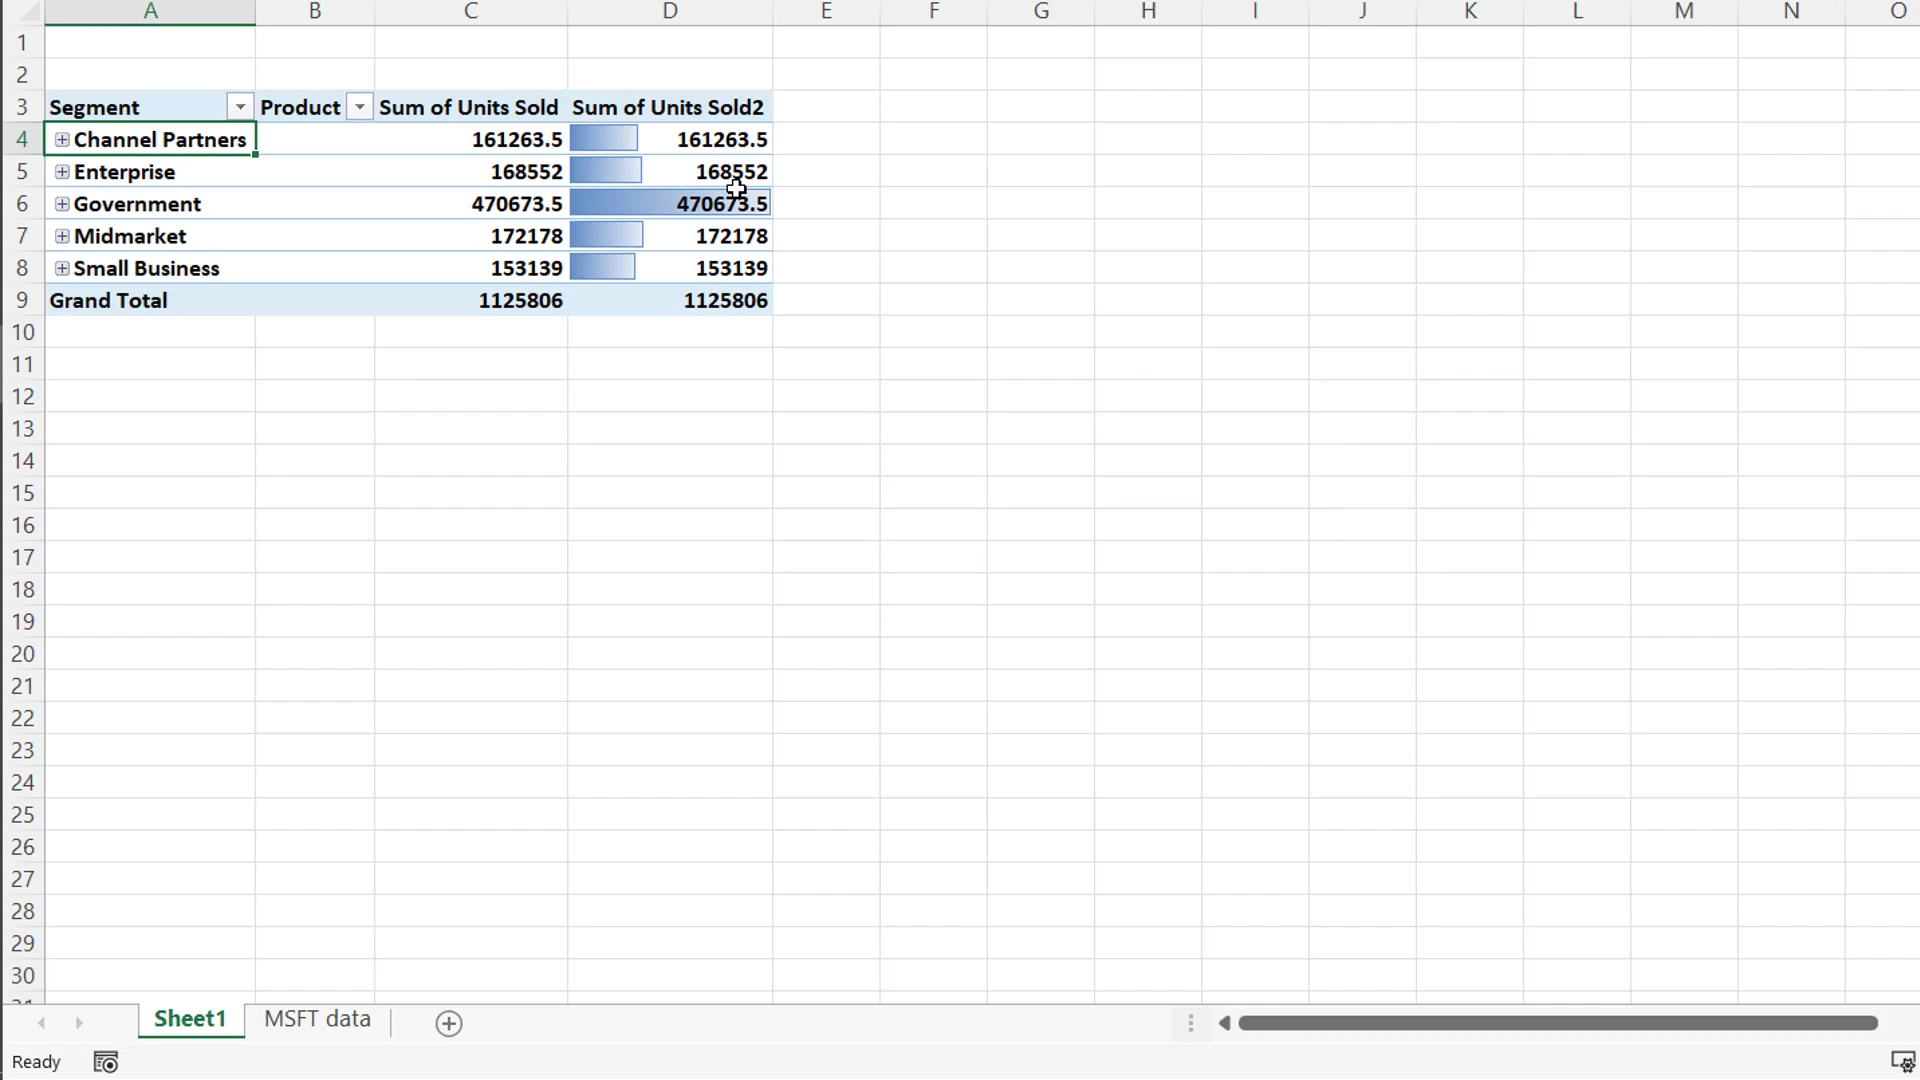 A B C D E F G H I J K L M N O
1
2
3 Segment Product Sum of Units Sold Sum of Units Sold2
4 Channel Partners 161263.5 161263.5
5 Enterprise 168552 168552
6 Government 470673.5 470673.5
7 Midmarket 172178 172178
8 Small Business 153139 153139
9 Grand Total 1125806 1125806
10
11
12
13
14
15
16
17
18
19
20
21
22
23
24
25
26
27
28
29
30
Sheet1 MSFT data
Ready